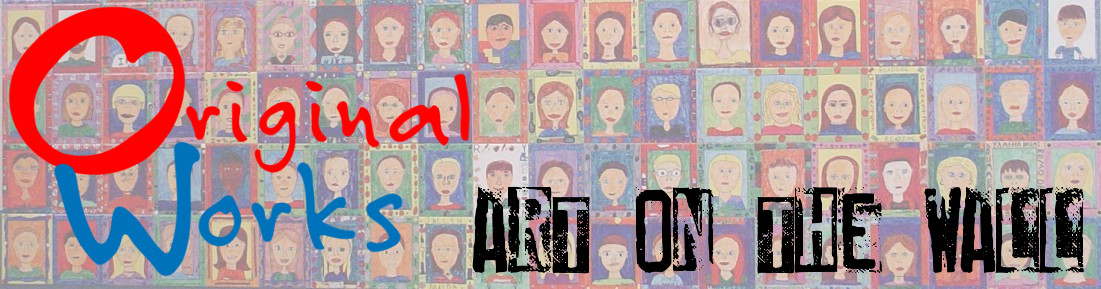 Original
Works
ART ON THE WALL